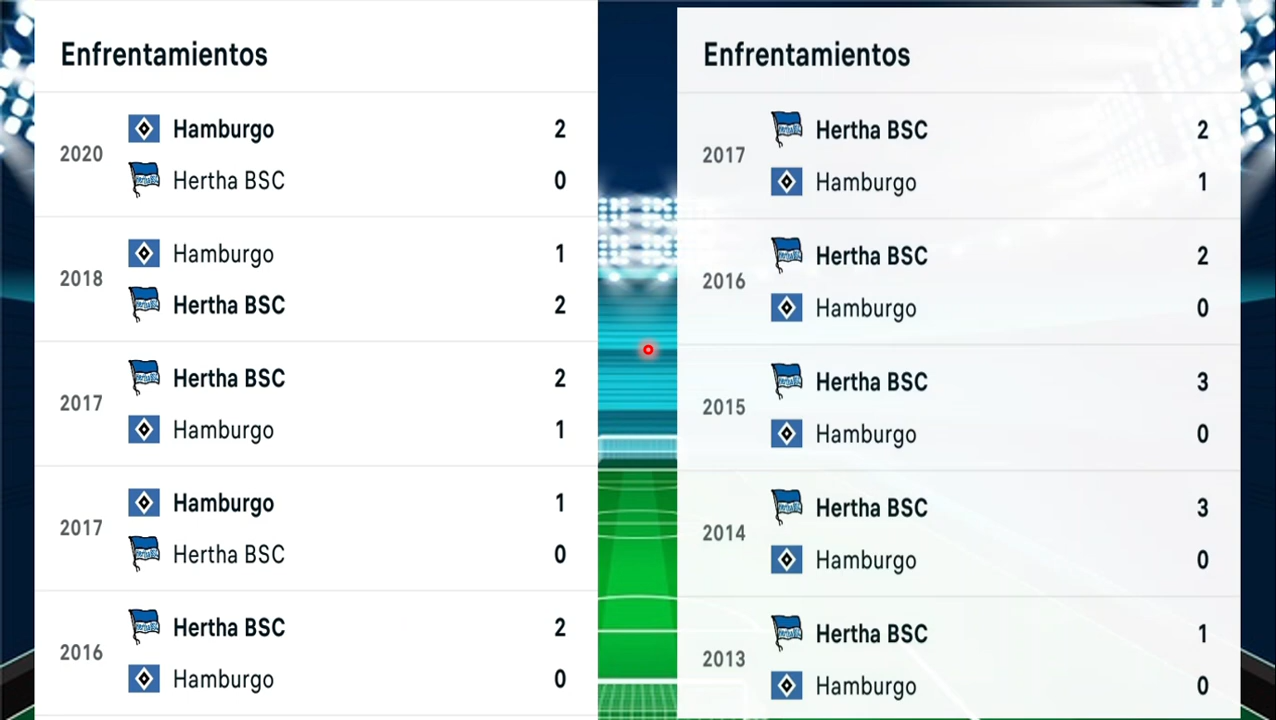 Enfrentamientos
2020
Hamburgo 2
Hertha BSC 0
2018
Hamburgo 1
Hertha BSC 2
2017
Hertha BSC 2
Hamburgo 1
2017
Hamburgo 1
Hertha BSC 0
2016
Hertha BSC 2
Hamburgo 0
Enfrentamientos
2017
Hertha BSC 2
Hamburgo 1
2016
Hertha BSC 2
Hamburgo 0
2015
Hertha BSC 3
Hamburgo 0
2014
Hertha BSC 3
Hamburgo 0
2013
Hertha BSC 1
Hamburgo 0